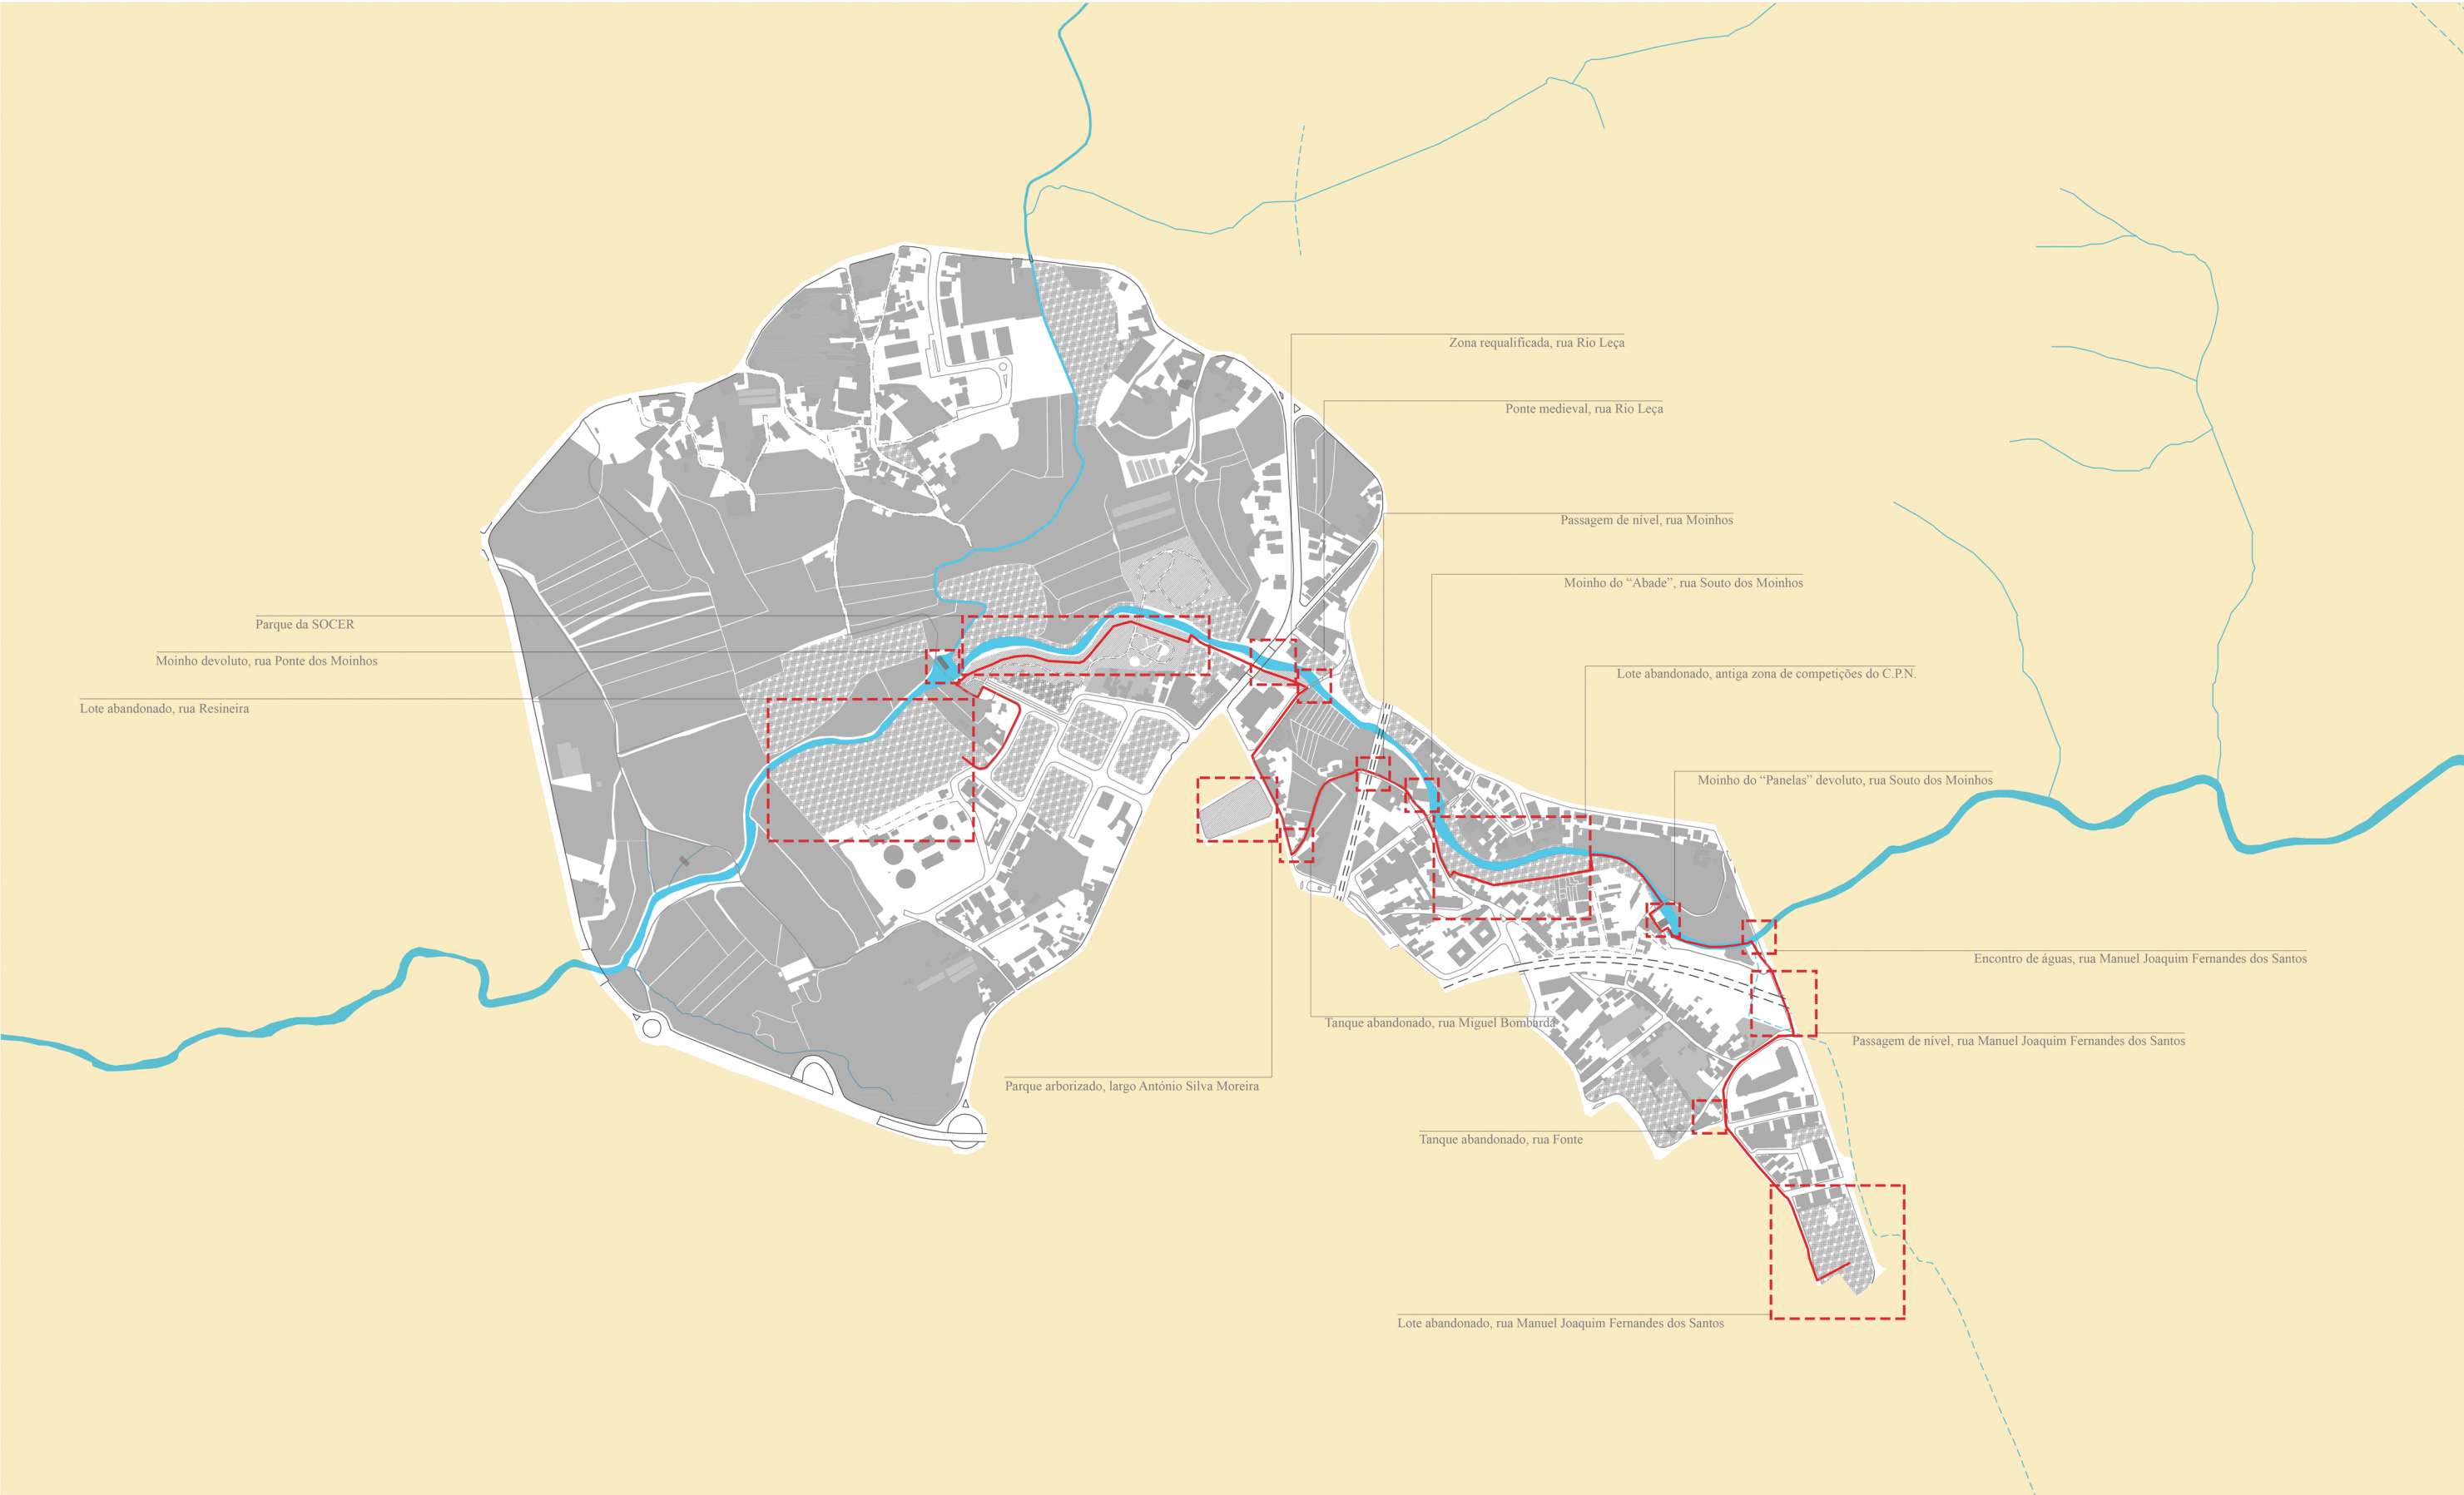 Zona requalificada, rua Rio Leça
Ponte medieval, rua Rio Leça
Passagem de nível, rua Moinhos
Moinho do “Abade”, rua Souto dos Moinhos
Parque da SOCER
Moinho devoluto, rua Ponte dos Moinhos
Lote abandonado, antiga zona de competições do C.P.N.
Lote abandonado, rua Resineira
Moinho do “Panelas” devoluto, rua Souto dos Moinhos
Encontro de águas, rua Manuel Joaquim Fernandes dos Santos
Tanque abandonado, rua Miguel Bombarda
Passagem de nível, rua Manuel Joaquim Fernandes dos Santos
Parque arborizado, largo António Silva Moreira
Tanque abandonado, rua Fonte
Lote abandonado, rua Manuel Joaquim Fernandes dos Santos